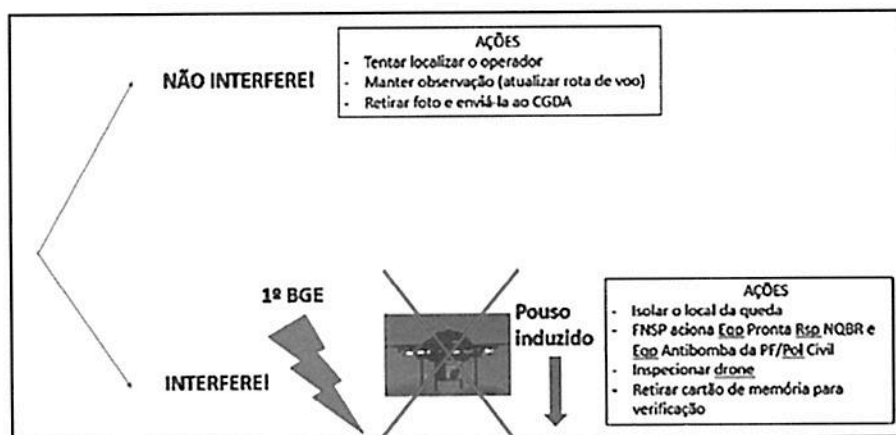 AÇÕES
- Tentar localizar o operador
- Manter observação (atualizar rota de voo)
- Retirar foto e enviá-la ao CGDA
NÃO INTERFEREI
1º BGE
Pouso
induzido
INTERFEREI
AÇÕES
- Isolar o local da queda
- FNSP aciona Eqp Pronta Rsp NQBR e
Eqp Antibomba da PF/Pol Civil
- Inspecionar drone
- Retirar cartão de memória para
verificação